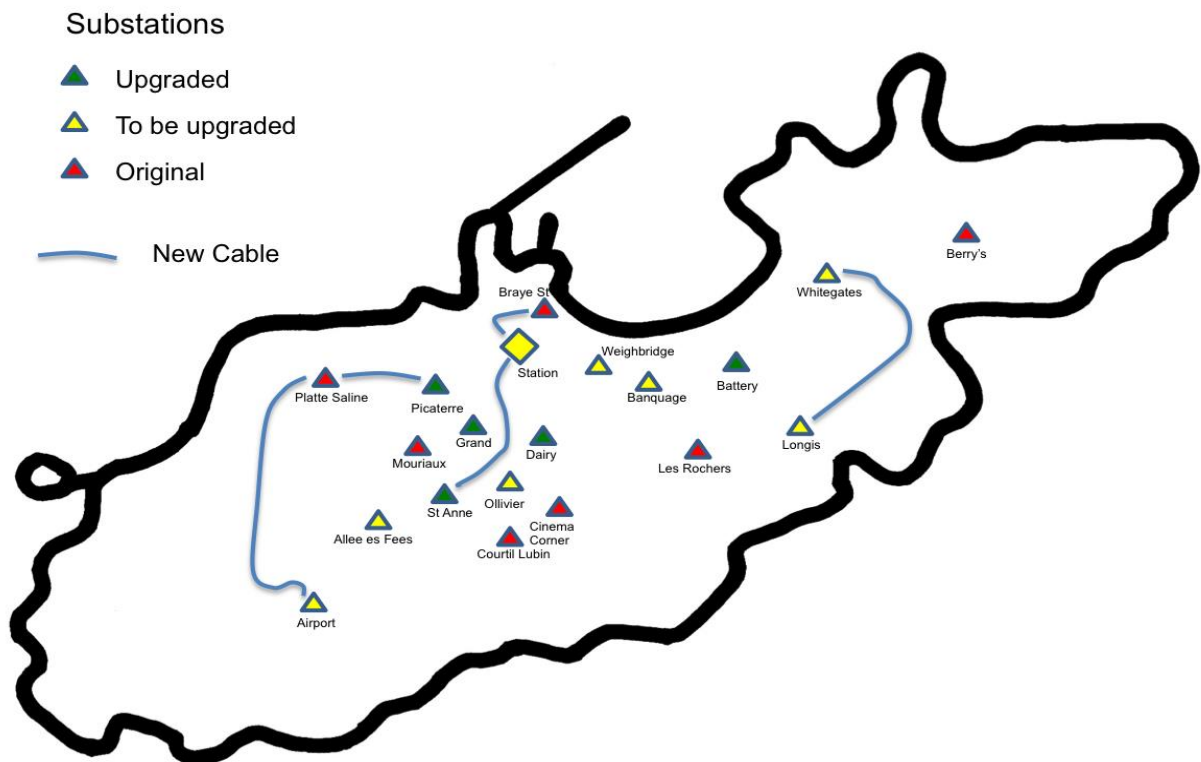 Substations
Upgraded
To be upgraded
Original
New Cable
Berry's
Whitegates
Braye St
Weighbridge
Station
Battery
Banquage
Platte Saline
Picaterre
Grand
Dairy
Longis
Mouriaux
Les Rochers
Ollivier
St Anne
Cinema
Corner
Allee es Fees
Courtil Lubin
Airport